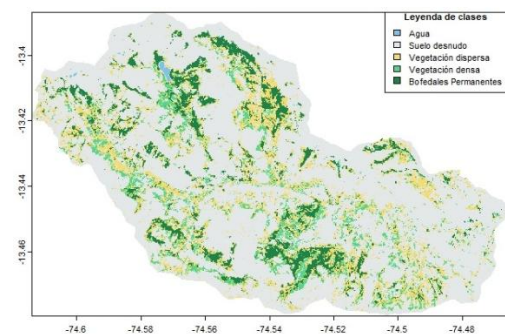 Leyenda de clases
Agua
Suelo desnudo
Vegetación dispersa
Vegetación densa
Bofedales Permanentes
-13.4
-13.42
-13.44
-13.46
-74.6 -74.58 -74.56 -74.54 -74.52 -74.5 -74.48